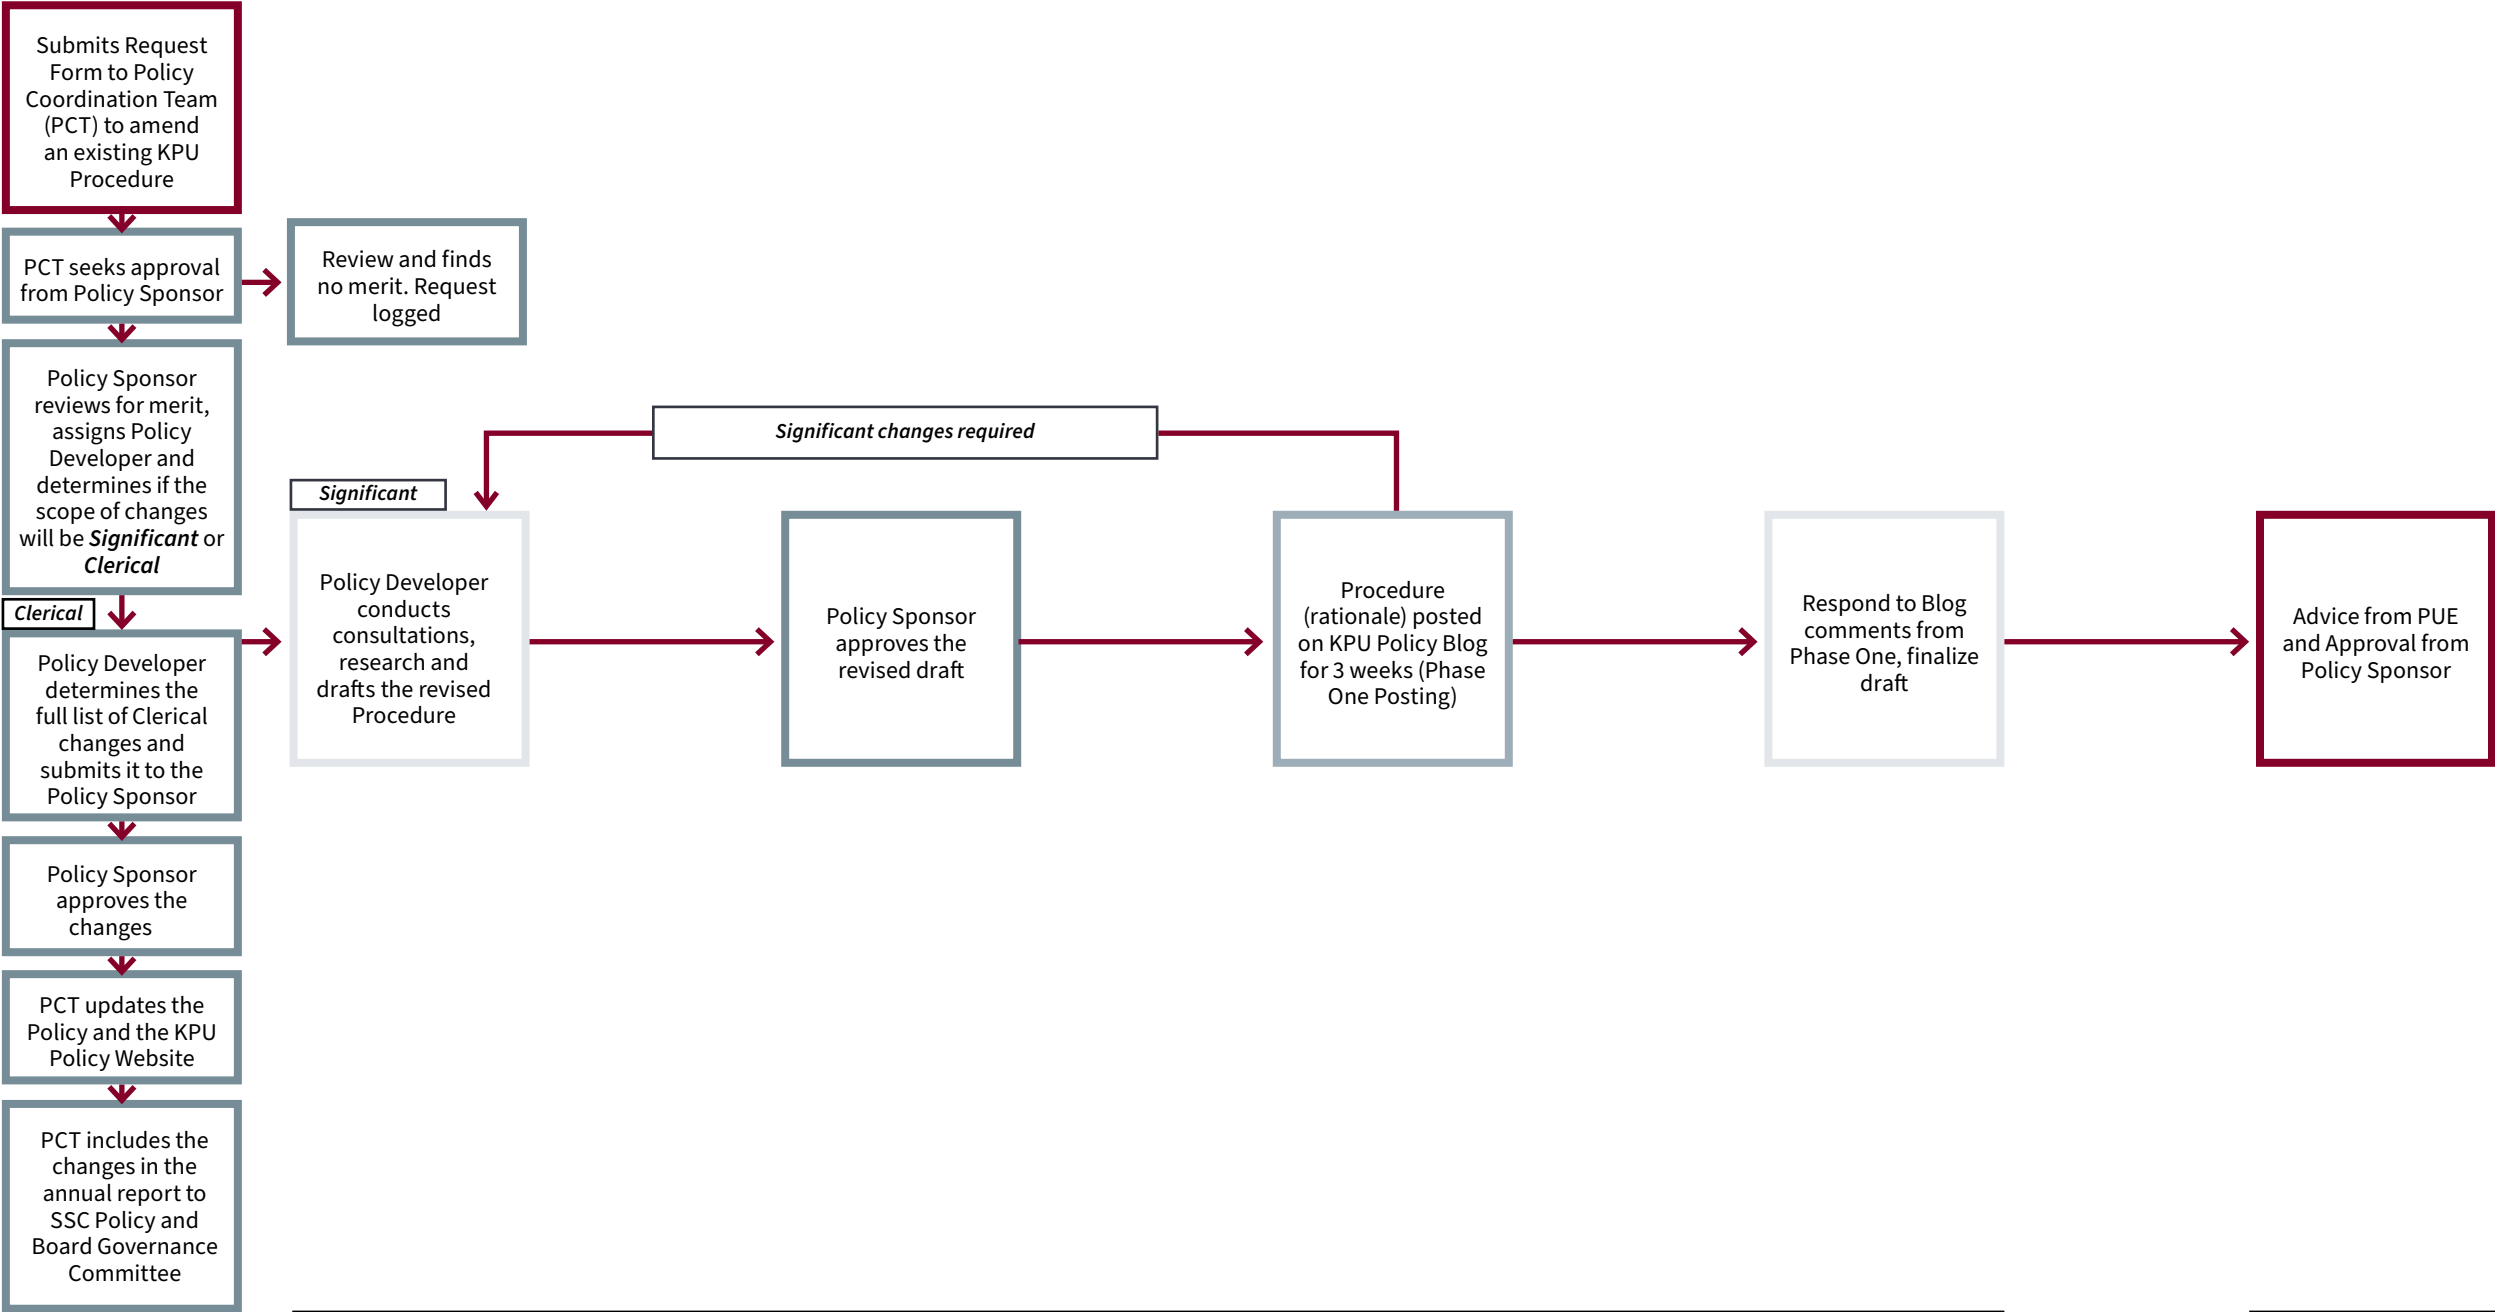 Submits Request
Form to Policy
Coordination Team
(PCT) to amend
an existing KPU
Procedure
PCT seeks approval
from Policy Sponsor
Review and finds
no merit. Request
logged
Policy Sponsor
reviews for merit,
assigns Policy
Developer and
determines if the
scope of changes
will be Significant or
Clerical
Significant changes required
Significant
Clerical
Policy Developer
determines the
full list of Clerical
changes and
submits it to the
Policy Sponsor
Policy Developer
conducts
consultations,
research and
drafts the revised
Procedure
Policy Sponsor
approves the
revised draft
Procedure
(rationale) posted
on KPU Policy Blog
for 3 weeks (Phase
One Posting)
Respond to Blog
comments from
Phase One, finalize
draft
Advice from PUE
and Approval from
Policy Sponsor
Policy Sponsor
approves the
changes
PCT updates the
Policy and the KPU
Policy Website
PCT includes the
changes in the
annual report to
SSC Policy and
Board Governance
Committee